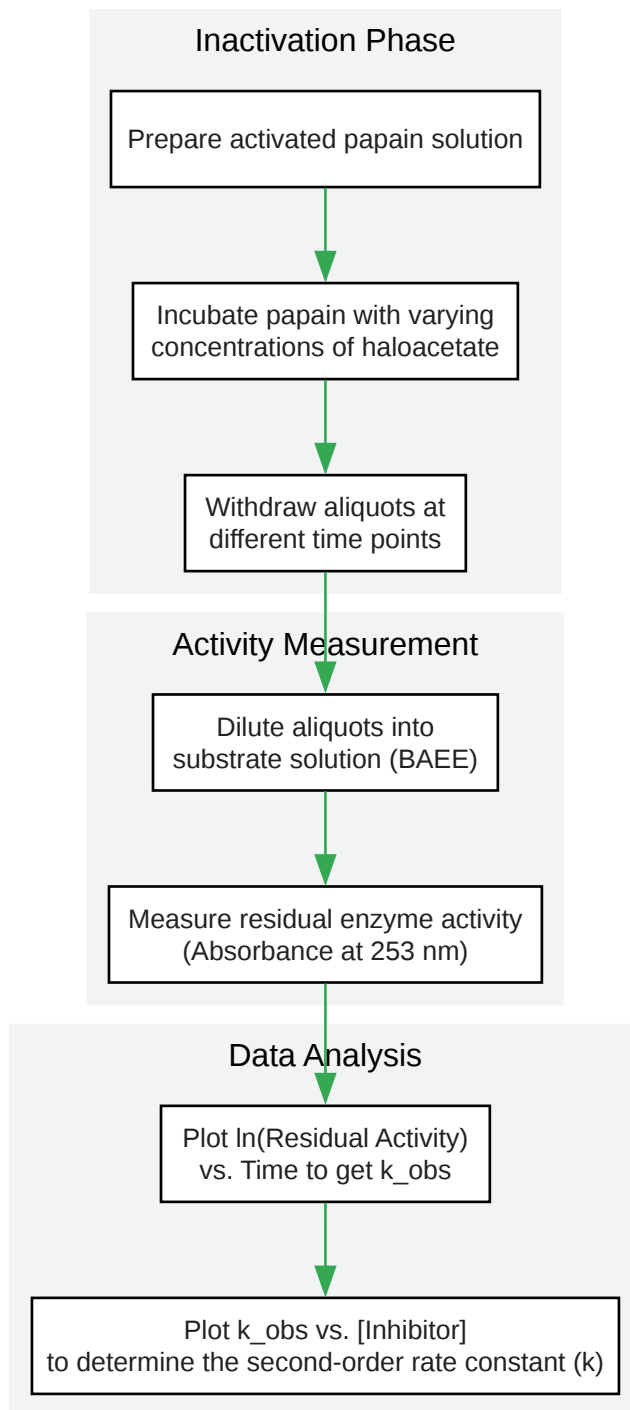 Inactivation Phase
Prepare activated papain solution
Incubate papain with varying
concentrations of haloacetate
Withdraw aliquots at
different time points
Activity Measurement
Dilute aliquots into
substrate solution (BAEE)
Measure residual enzyme activity
(Absorbance at 253 nm)
Data Analysis
Plot ln(Residual Activity)
vs. Time to get k_obs
Plot k_obs vs. [Inhibitor]
to determine the second-order rate constant (k)